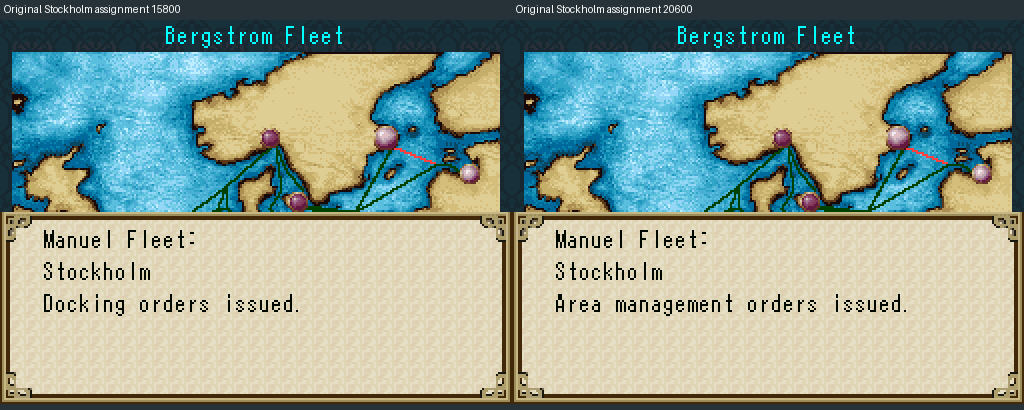 Original Stockholm assignment 15800
Bergstrom Fleet
Manuel Fleet:
Stockholm
Docking orders issued.
Original Stockholm assignment 20600
Bergstrom Fleet
Manuel Fleet:
Stockholm
Area management orders issued.